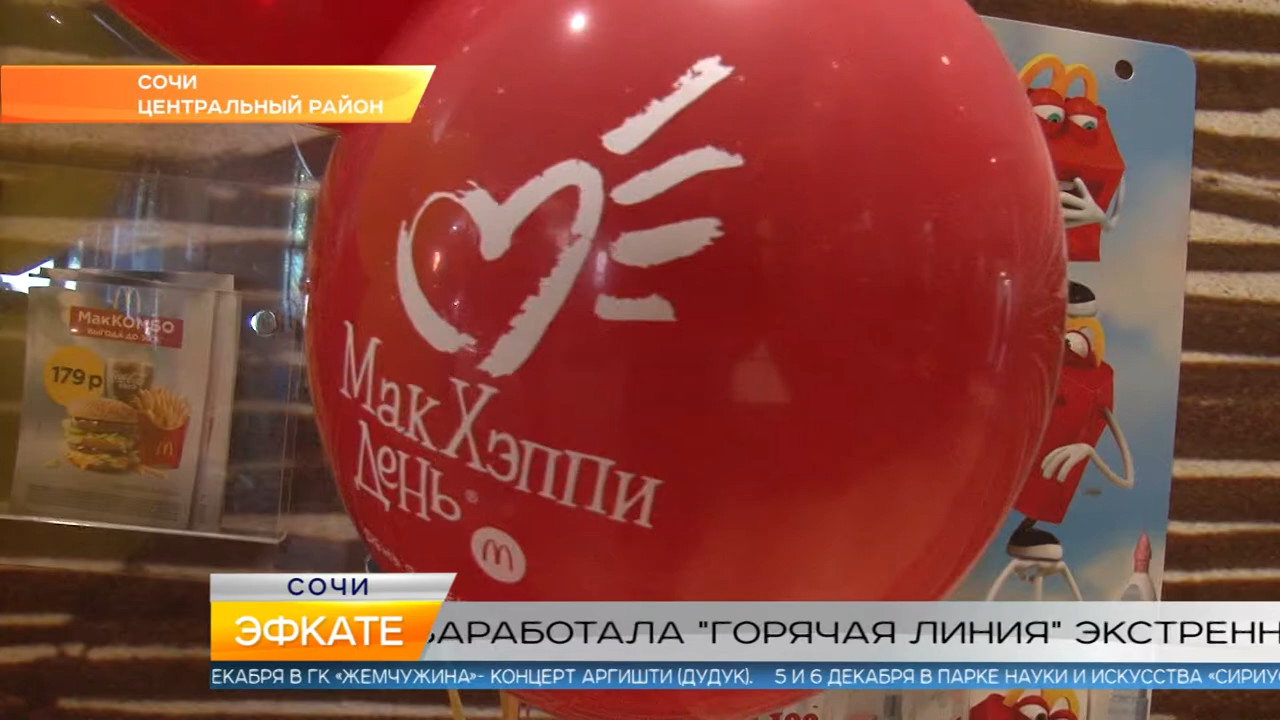 СОЧИ
ЦЕНТРАЛЬНЫЙ РАЙОН
МакКОМБО
179 р
МакХэппи
День®
СОЧИ
ЭФКАТЕ
ЗАРАБОТАЛА "ГОРЯЧАЯ ЛИНИЯ" ЭКСТРЕНН
ЕКАБРЯ В ГК «ЖЕМЧУЖИНА»- КОНЦЕРТ АРГИШТИ (ДУДУК). 5 И 6 ДЕКАБРЯ В ПАРКЕ НАУКИ И ИСКУССТВА «СИРИУС